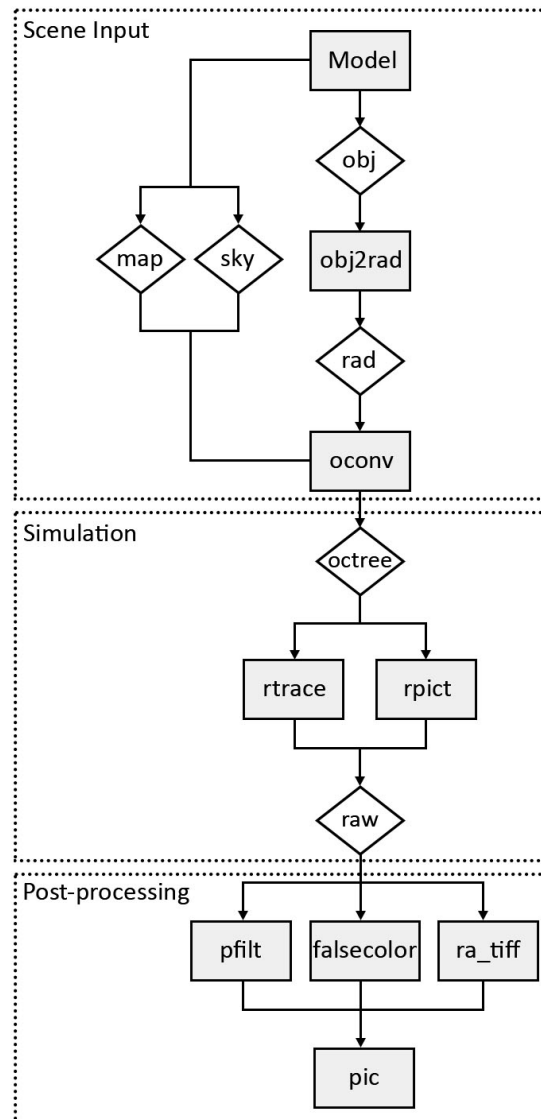 Scene Input
Model
obj
map
sky
obj2rad
rad
oconv
Simulation
octree
rtrace
rpict
raw
Post-processing
pfilt
falsecolor
ra_tiff
pic